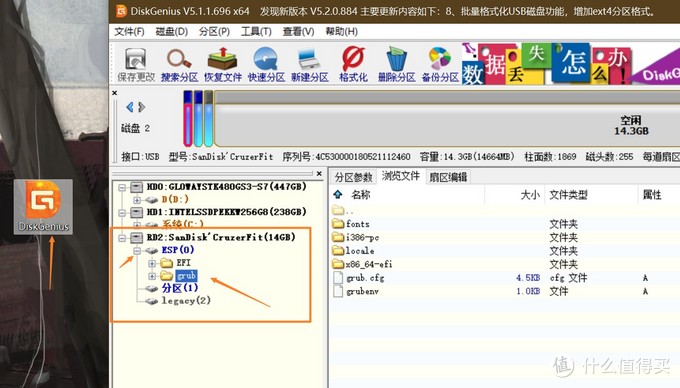 DiskGenius V5.1.1.696 x64 发现新版本 V5.2.0.884 主要更新内容如下：8、批量格式化USB磁盘功能，增加ext4分区格式。
文件(F) 磁盘(D) 分区(P) 工具(T) 查看(V) 帮助(H)
保存更改 搜索分区 恢复文件 快速分区 新建分区 格式化 删除分区 备份分区
数据丢失怎么办
DiskG
磁盘 2
空闲
14.3GB
接口:USB 型号:SanDisk'CruzerFit 序列号:4C530000180521112460 容量:14.3GB(14664MB) 柱面数:1869 磁头数:255 每道扇区
HD0:GLOWAYSTK480GS3-S7(447GB)
D(D:)
HD1:INTELSSDPEKKW256G8(238GB)
系统(C:)
RD2:SanDisk'CruzerFit(14GB)
ESP(0)
EFI
grub
分区(1)
legacy(2)
分区参数 浏览文件 扇区编辑
名称 大小 文件类型 属性
..
fonts 文件夹
i386-pc 文件夹
locale 文件夹
x86_64-efi 文件夹
grub.cfg 4.5KB cfg 文件 A
grubenv 1.0KB 文件 A
DiskGenius
值 什么值得买